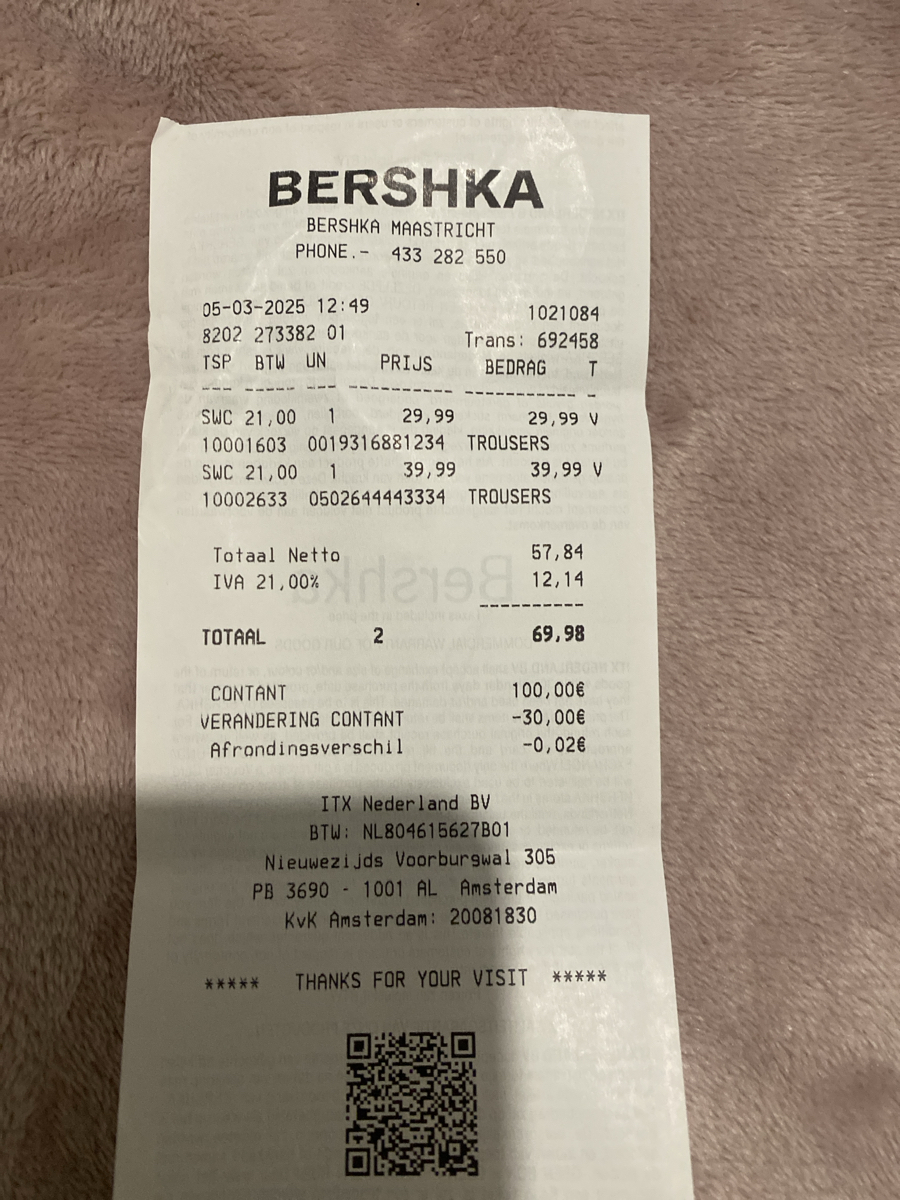 BERSHKA
BERSHKA MAASTRICHT
PHONE.- 433 282 550
05-03-2025 12:49 1021084
8202 273382 01 Trans: 692458
TSP BTW UN PRIJS BEDRAG T
--- ----- --- ---------- ----------- -
SWC 21,00 1 29,99 29,99 V
10001603 0019316881234 TROUSERS
SWC 21,00 1 39,99 39,99 V
10002633 0502644443334 TROUSERS
Totaal Netto 57,84
IVA 21,00% 12,14
----------
TOTAAL 2 69,98
CONTANT 100,00€
VERANDERING CONTANT -30,00€
Afrondingsverschil -0,02€
ITX Nederland BV
BTW: NL804615627B01
Nieuwezijds Voorburgwal 305
PB 3690 - 1001 AL Amsterdam
KvK Amsterdam: 20081830
***** THANKS FOR YOUR VISIT *****